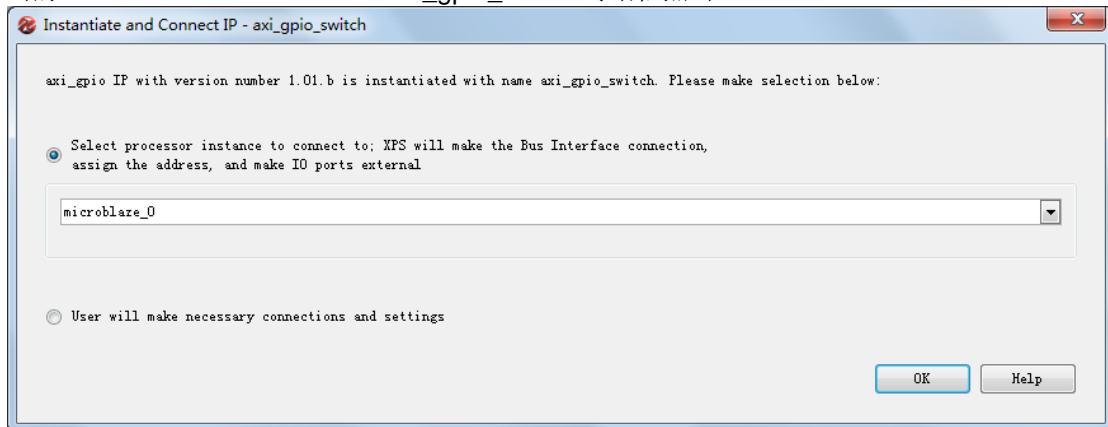 _gpio_
Instantiate and Connect IP - axi_gpio_switch
axi_gpio IP with version number 1.01.b is instantiated with name axi_gpio_switch. Please make selection below:
Select processor instance to connect to; XPS will make the Bus Interface connection,
assign the address, and make IO ports external
microblaze_0
User will make necessary connections and settings
OK
Help